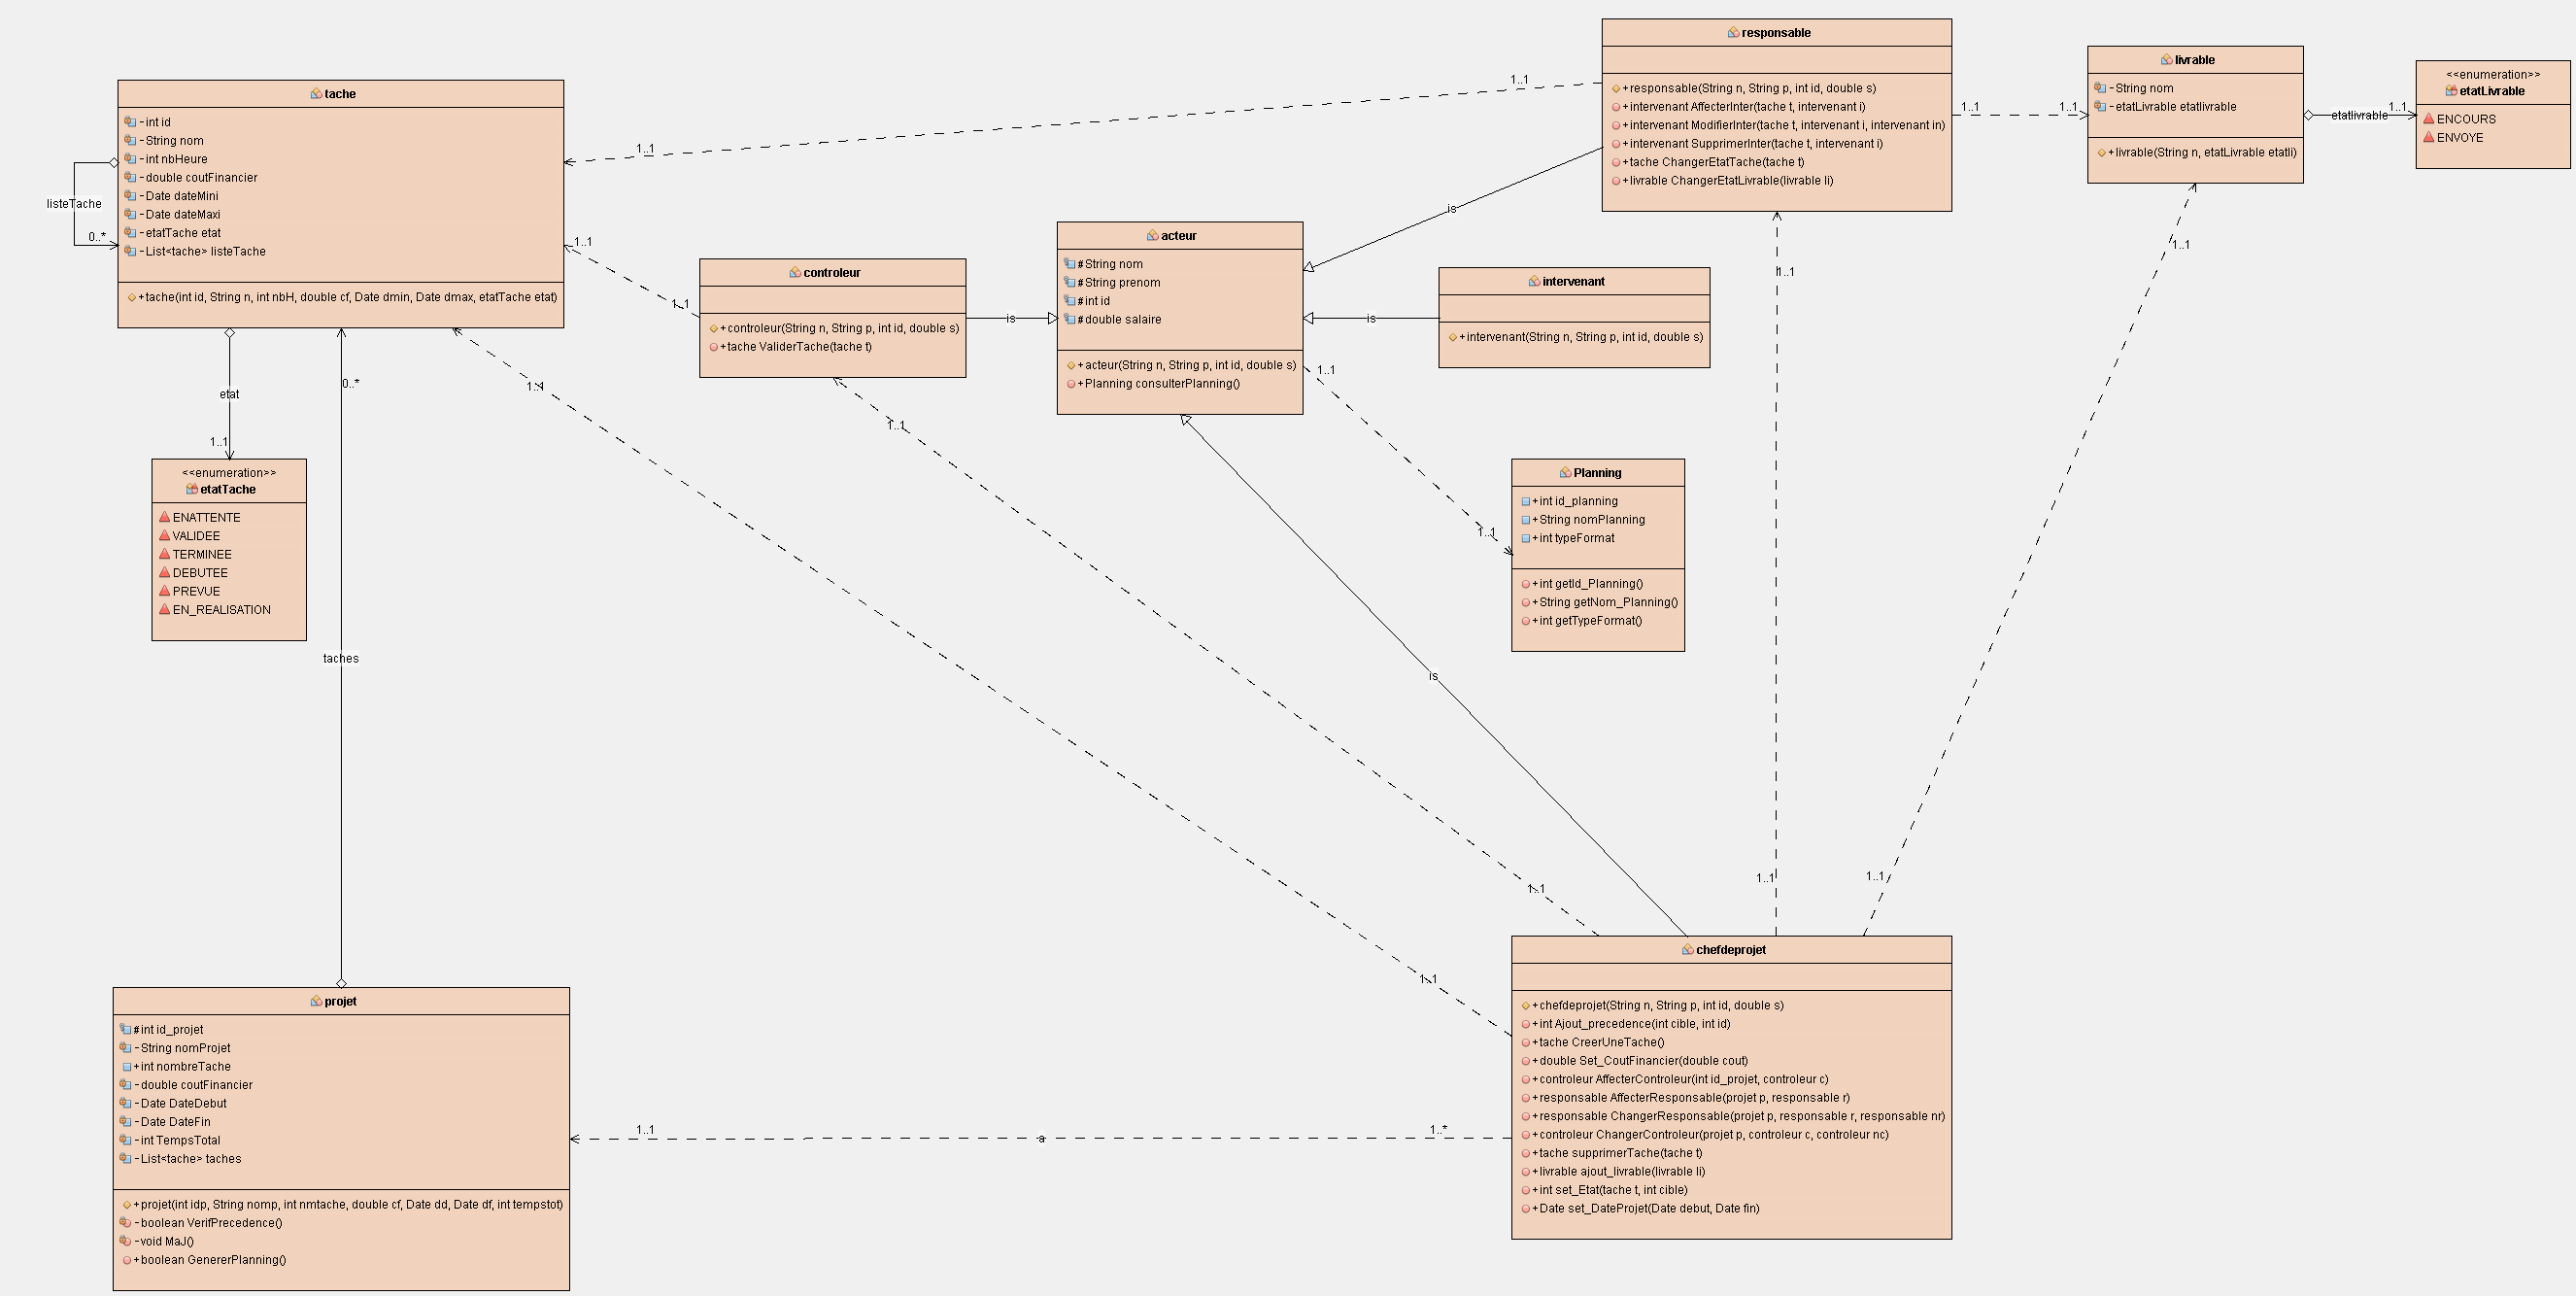 tache
- int id
- String nom
- int nbHeure
- double coutFinancier
- Date dateMini
- Date dateMaxi
- etatTache etat
- List<tache> listeTache
+ tache(int id, String n, int nbH, double cf, Date dmin, Date dmax, etatTache etat)
listeTache
0..*
etat
1..1
<<enumeration>>
etatTache
ENATTENTE
VALIDEE
TERMINEE
DEBUTEE
PREVUE
EN_REALISATION
0..*
taches
projet
# int id_projet
- String nomProjet
+ int nombreTache
- double coutFinancier
- Date DateDebut
- Date DateFin
- int TempsTotal
- List<tache> taches
+ projet(int idp, String nomp, int nmtache, double cf, Date dd, Date df, int tempstot)
- boolean VerifPrecedence()
- void MaJ()
+ boolean GenererPlanning()
1..1
1..1
1..1
1..1
controleur
+ controleur(String n, String p, int id, double s)
+ tache ValiderTache(tache t)
is
acteur
# String nom
# String prenom
# int id
# double salaire
+ acteur(String n, String p, int id, double s)
+ Planning consulterPlanning()
is
is
intervenant
+ intervenant(String n, String p, int id, double s)
responsable
+ responsable(String n, String p, int id, double s)
+ intervenant AffecterInter(tache t, intervenant i)
+ intervenant ModifierInter(tache t, intervenant i, intervenant in)
+ intervenant SupprimerInter(tache t, intervenant i)
+ tache ChangerEtatTache(tache t)
+ livrable ChangerEtatLivrable(livrable li)
1..1
1..1
livrable
- String nom
- etatLivrable etatlivrable
+ livrable(String n, etatLivrable etatli)
etatlivrable
1..1
<<enumeration>>
etatLivrable
ENCOURS
ENVOYE
1..1
1..1
Planning
+ int id_planning
+ String nomPlanning
+ int typeFormat
+ int getId_Planning()
+ String getNom_Planning()
+ int getTypeFormat()
1..1
1..1
1..1
1..1
is
1..1
1..1
1..1
1..1
chefdeprojet
+ chefdeprojet(String n, String p, int id, double s)
+ int Ajout_precedence(int cible, int id)
+ tache CreerUneTache()
+ double Set_CoutFinancier(double cout)
+ controleur AffecterControleur(int id_projet, controleur c)
+ responsable AffecterResponsable(projet p, responsable r)
+ responsable ChangerResponsable(projet p, responsable r, responsable nr)
+ controleur ChangerControleur(projet p, controleur c, controleur nc)
+ tache supprimerTache(tache t)
+ livrable ajout_livrable(livrable li)
+ int set_Etat(tache t, int cible)
+ Date set_DateProjet(Date debut, Date fin)
1..1
a
1..*